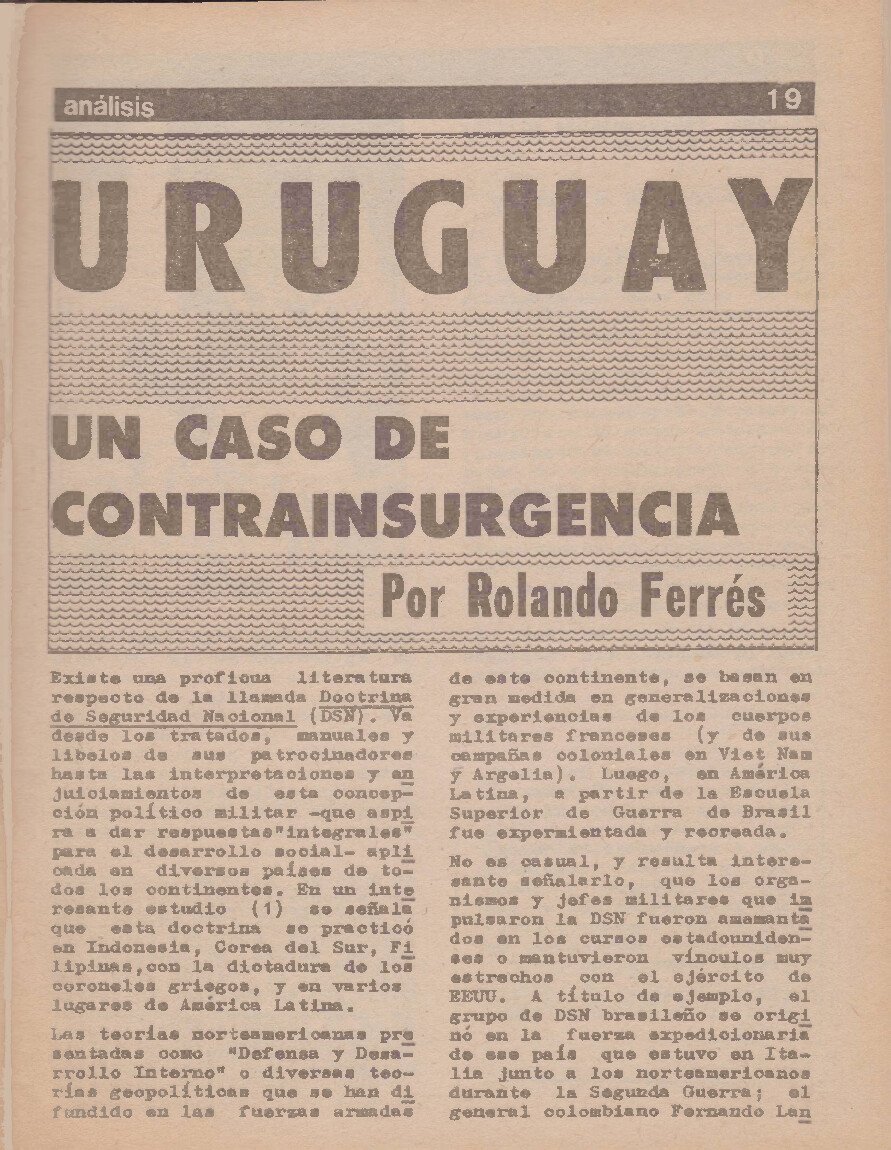 análisis 19
URUGUAY
UN CASO DE
CONTRAINSURGENCIA
Por Rolando Ferrés
Existe una profícua literatura
respecto de la llamada Doctrina
de Seguridad Nacional (DSN). Va
desde los tratados, manuales y
libelos de sus patrocinadores
hasta las interpretaciones y en
juiciamientos de esta concep-
ción político militar -que aspi
ra a dar respuestas"integrales"
para el desarrollo social- apli
cada en diversos países de to-
dos los continentes. En un inte
resante estudio (1) se señala
que esta doctrina se practicó
en Indonesia, Corea del Sur, Fi
lipinas,con la dictadura de los
coroneles griegos, y en varios
lugares de América Latina.
Las teorías norteamericanas pre
sentadas como "Defensa y Desa-
rrollo Interno" o diversas teo-
rías geopolíticas que se han di
fundido en las fuerzas armadas
de este continente, se basan en
gran medida en generalizaciones
y experiencias de los cuerpos
militares franceses (y de sus
campañas coloniales en Viet Nam
y Argelia). Luego, en América
Latina, a partir de la Escuela
Superior de Guerra de Brasil
fue expermientada y recreada.
No es casual, y resulta intere-
sante señalarlo, que los orga-
nismos y jefes militares que im
pulsaron la DSN fueron amamanta
dos en los cursos estadouniden-
ses o mantuvieron vínculos muy
estrechos con el ejército de
EEUU. A título de ejemplo, el
grupo de DSN brasileño se origi
nó en la fuerza expedicionaria
de ese país que estuvo en Ita-
lia junto a los norteamericanos
durante la Segunda Guerra; el
general colombiano Fernando Lan